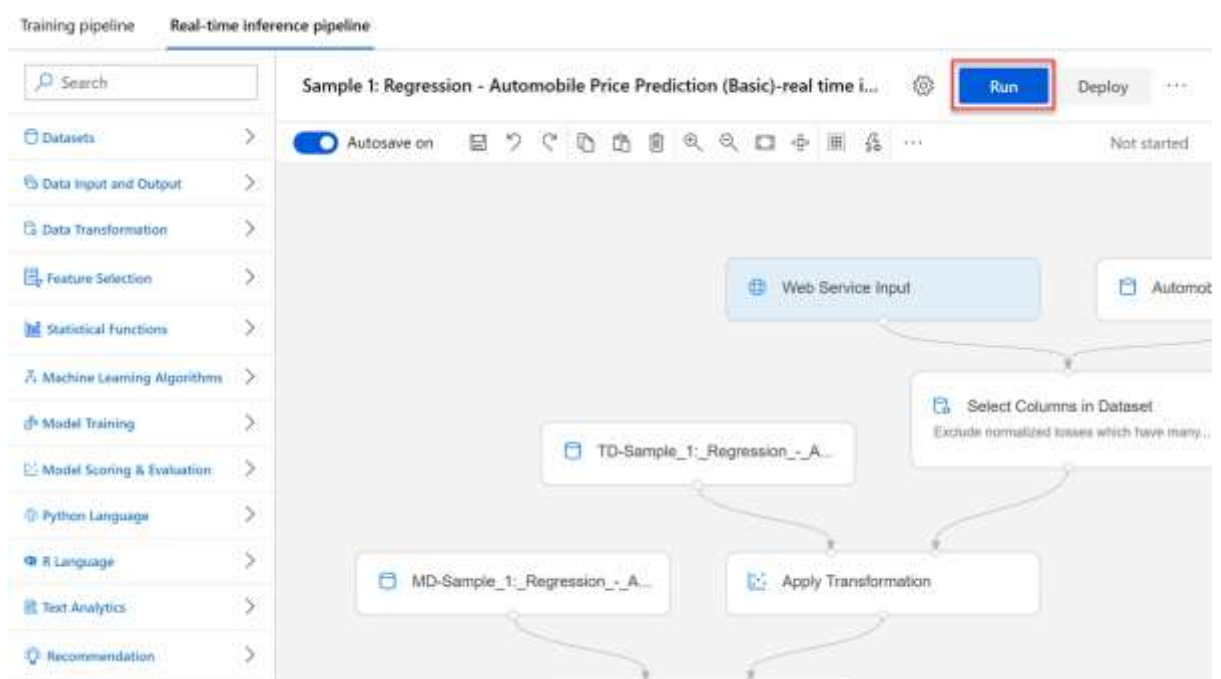 Training pipeline
Real-time inference pipeline
Search
Sample 1: Regression - Automobile Price Prediction (Basic)-real time i...
Run
Deploy
Autosave on
Not started
Datasets
Data Input and Output
Data Transformation
Feature Selection
Statistical Functions
Machine Learning Algorithms
Model Training
Model Scoring & Evaluation
Python Language
R Language
Text Analytics
Recommendation
Web Service Input
Automob
Select Columns in Dataset
Exclude normalized losses which have many...
TD-Sample_1:_Regression_-_A...
MD-Sample_1:_Regression_-_A...
Apply Transformation